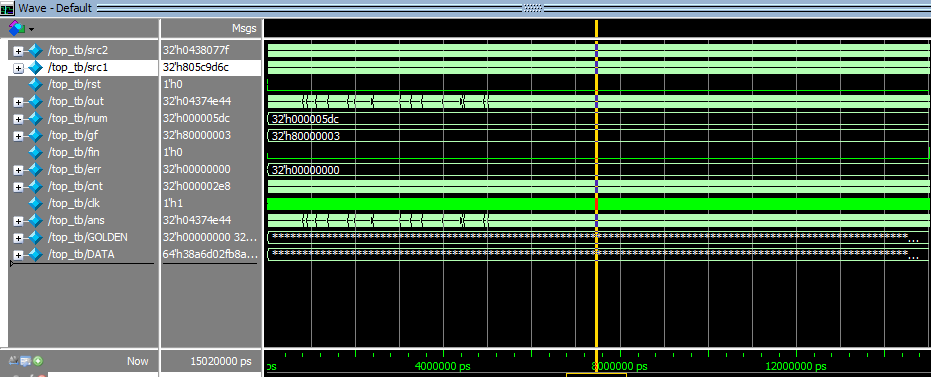 Wave - Default
Msgs
/top_tb/src2 32'h0438077f
/top_tb/src1 32'h805c9d6c
/top_tb/rst 1'h0
/top_tb/out 32'h04374e44
/top_tb/num 32'h000005dc 32'h000005dc
/top_tb/gf 32'h80000003 32'h80000003
/top_tb/fin 1'h0
/top_tb/err 32'h00000000 32'h00000000
/top_tb/cnt 32'h000002e8
/top_tb/clk 1'h1
/top_tb/ans 32'h04374e44
/top_tb/GOLDEN 32'h00000000 32...
/top_tb/DATA 64'h38a6d02fb8a...
Now 15020000 ps ps 4000000 ps 8000000 ps 12000000 ps